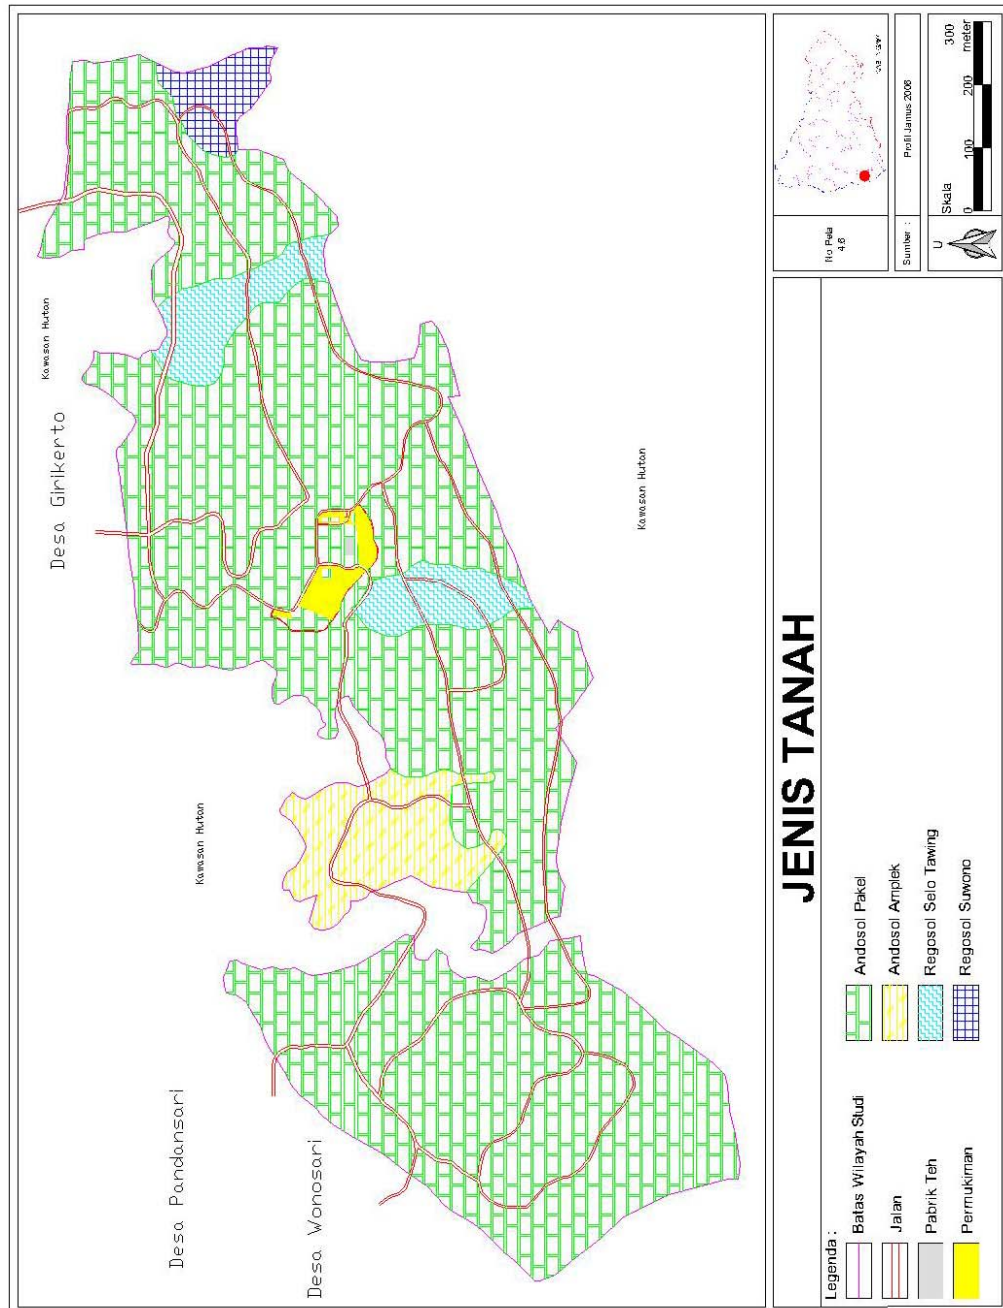 Desa Pandansari
Desa Wonosari
Kawasan Hutan
Desa Girikerto
Kawasan Hutan
Kawasan Hutan
JENIS TANAH
Legenda :
Batas Wilayah Studi
Jalan
Pabrik Teh
Permukiman
Andosol Pakel
Andosol Amplek
Regosol Selo Tawing
Regosol Suwono
No Peta
4.6
Sumber :
Profil Jamus 2006
U
Skala
0 100 200 300
meter